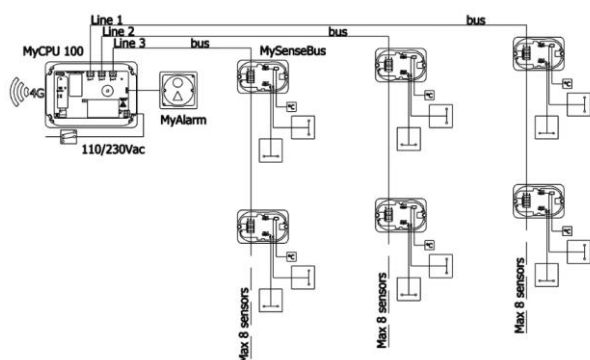 Line 1
bus
Line 2
bus
Line 3
bus
MyCPU 100
MySenseBus
4G
MyAlarm
110/230Vac
°C
°C
°C
°C
°C
°C
Max 8 sensors
Max 8 sensors
Max 8 sensors